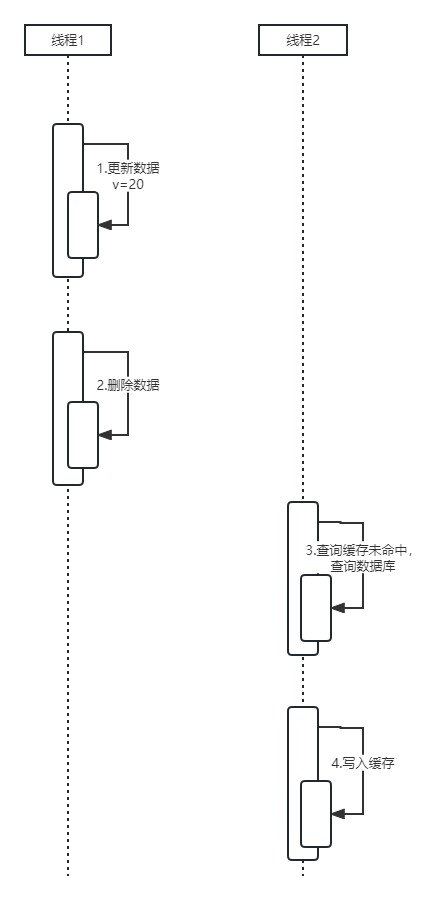 线程1
线程2
1.更新数据
v=20
2.删除数据
3.查询缓存未命中，
查询数据库
4.写入缓存